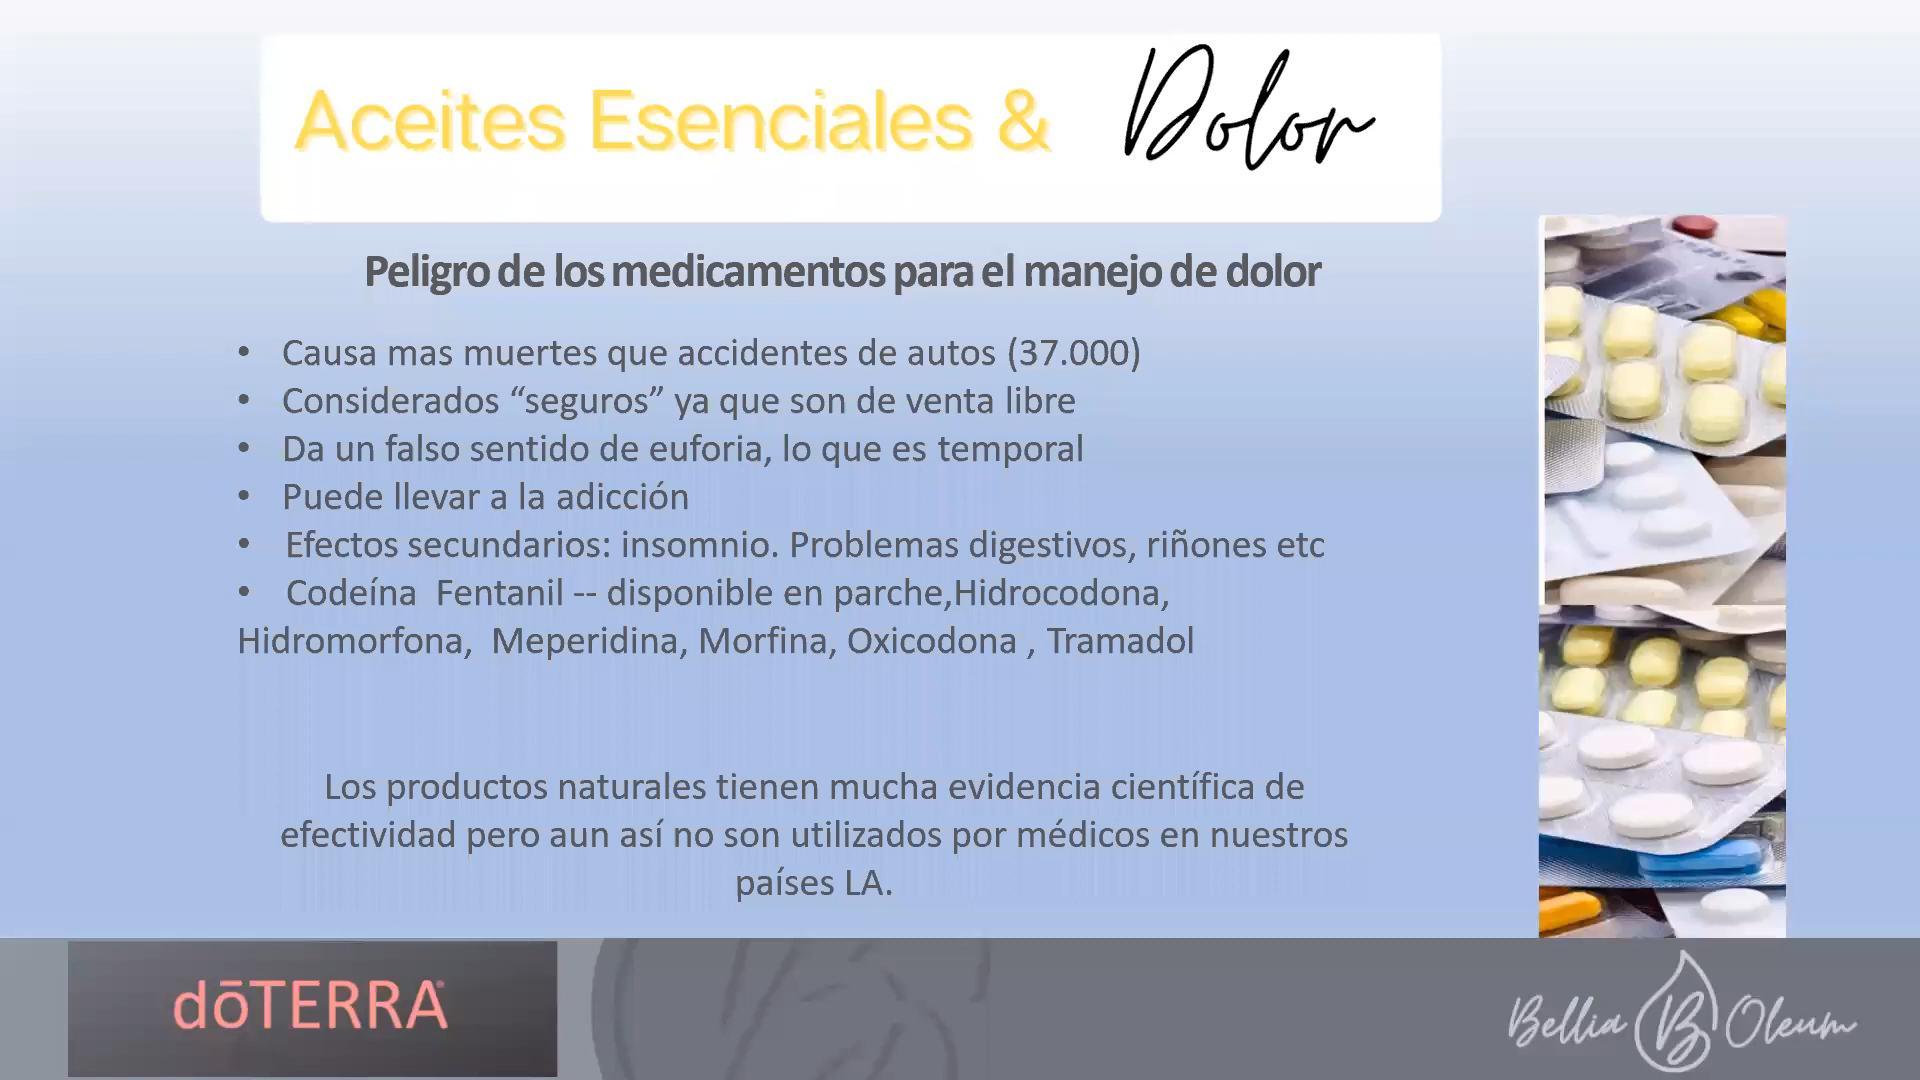 Aceites Esenciales & Dolor
Peligro de los medicamentos para el manejo de dolor
• Causa mas muertes que accidentes de autos (37.000)
• Considerados “seguros” ya que son de venta libre
• Da un falso sentido de euforia, lo que es temporal
• Puede llevar a la adicción
• Efectos secundarios: insomnio. Problemas digestivos, riñones etc
• Codeína Fentanil -- disponible en parche,Hidrocodona,
Hidromorfona, Meperidina, Morfina, Oxicodona , Tramadol
Los productos naturales tienen mucha evidencia científica de
efectividad pero aun así no son utilizados por médicos en nuestros
países LA.
dōTERRA
Bellia B Oleum